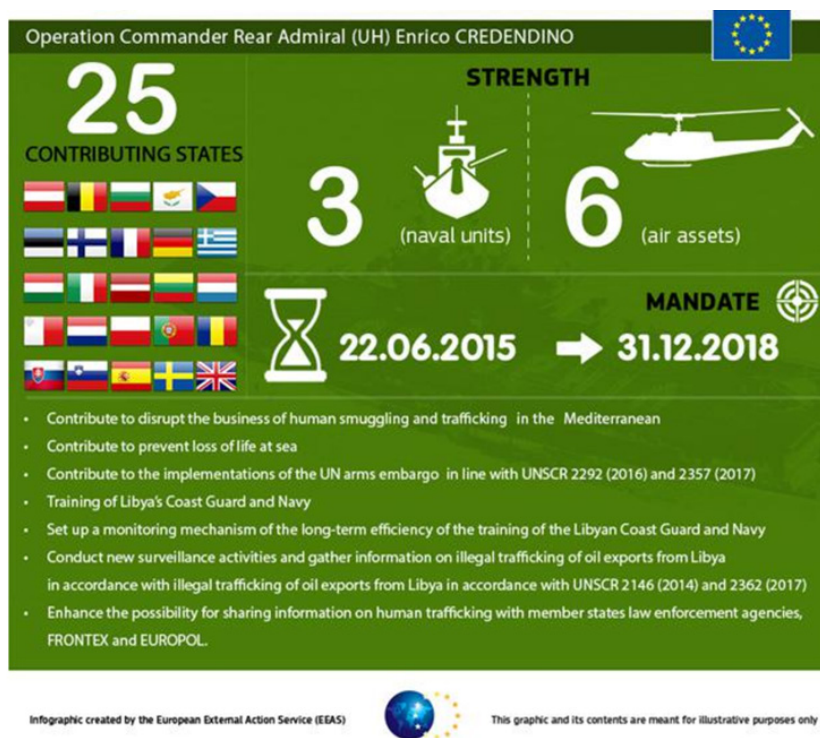 Operation Commander Rear Admiral (UH) Enrico CREDENDINO
25
CONTRIBUTING STATES
STRENGTH
3
(naval units)
6
(air assets)
MANDATE
22.06.2015
31.12.2018
• Contribute to disrupt the business of human smuggling and trafficking in the Mediterranean
• Contribute to prevent loss of life at sea
• Contribute to the implementations of the UN arms embargo in line with UNSCR 2292 (2016) and 2357 (2017)
• Training of Libya's Coast Guard and Navy
• Set up a monitoring mechanism of the long-term efficiency of the training of the Libyan Coast Guard and Navy
• Conduct new surveillance activities and gather information on illegal trafficking of oil exports from Libya
in accordance with illegal trafficking of oil exports from Libya in accordance with UNSCR 2146 (2014) and 2362 (2017)
• Enhance the possibility for sharing information on human trafficking with member states law enforcement agencies,
FRONTEX and EUROPOL.
Infographic created by the European External Action Service (EEAS)
This graphic and its contents are meant for illustrative purposes only